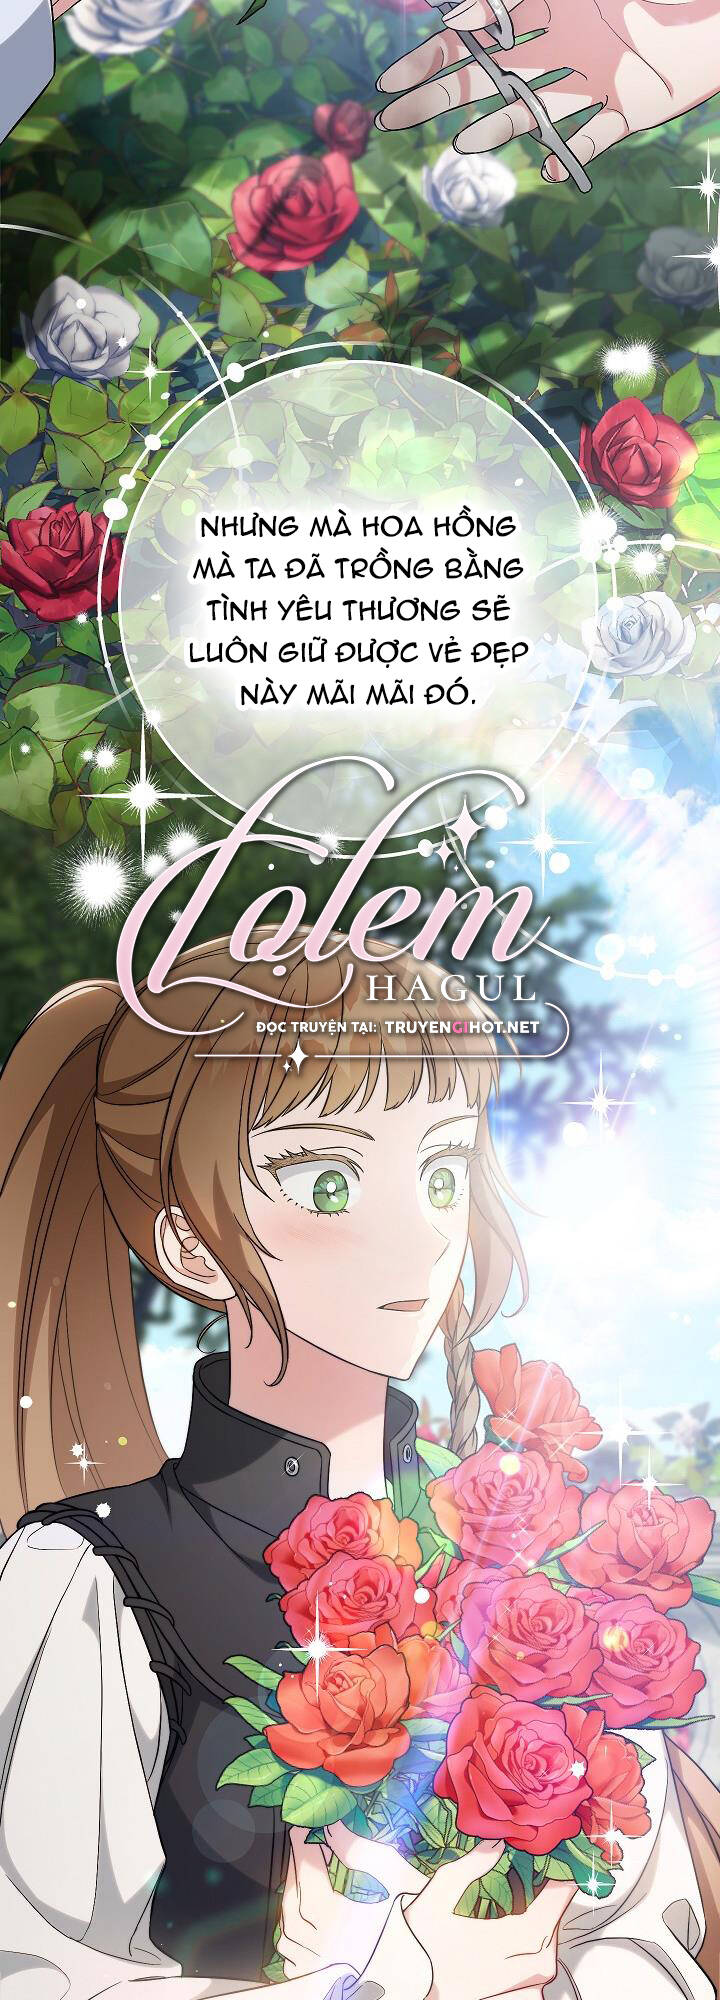 NHƯNG MÀ HOA HỒNG
MÀ TA ĐÃ TRỒNG BẰNG
TÌNH YÊU THƯƠNG SẼ
LUÔN GIỮ ĐƯỢC VẺ ĐẸP
NÀY MÃI MÃI ĐÓ.
Lọlem
HAGUL
ĐỌC TRUYỆN TẠI: TRUYENGIHOT.NET